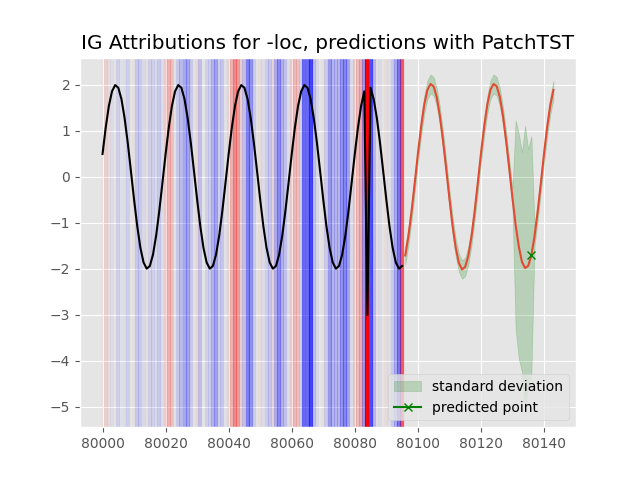 IG Attributions for -loc, predictions with PatchTST
2
1
0
−1
−2
−3
−4
−5
standard deviation
predicted point
80000 80020 80040 80060 80080 80100 80120 80140